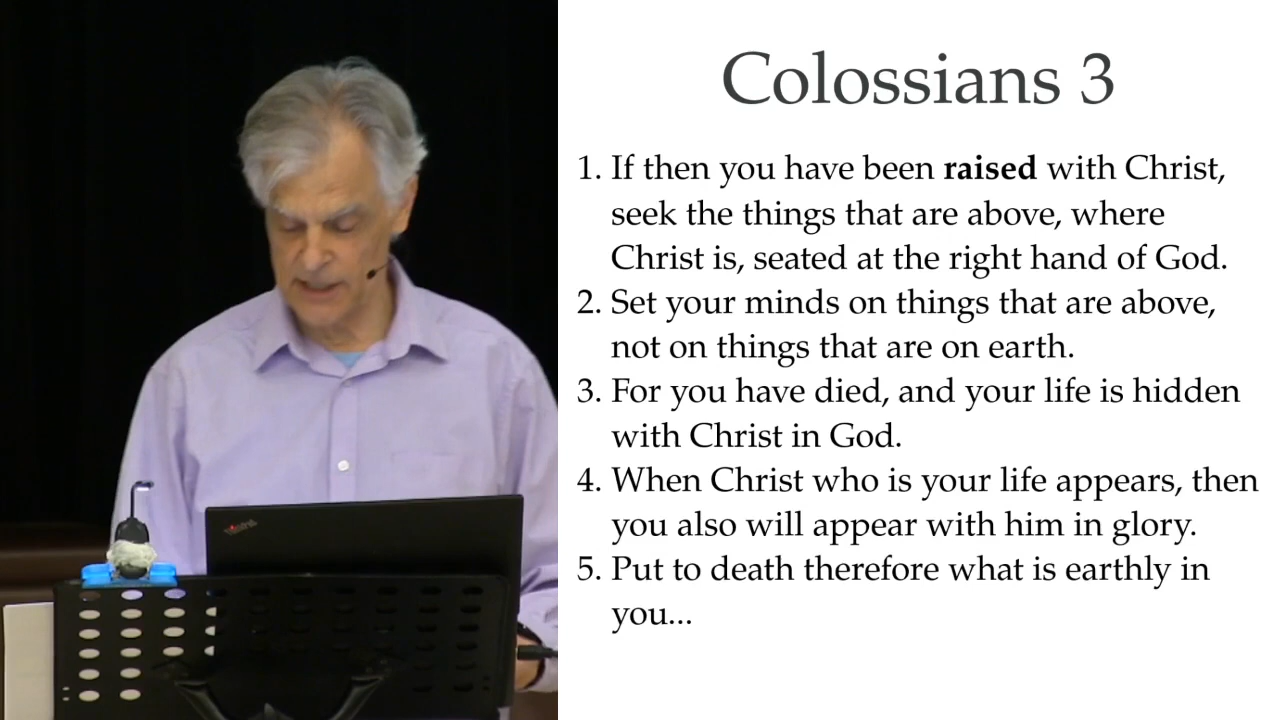 Colossians 3
1. If then you have been raised with Christ,
seek the things that are above, where
Christ is, seated at the right hand of God.
2. Set your minds on things that are above,
not on things that are on earth.
3. For you have died, and your life is hidden
with Christ in God.
4. When Christ who is your life appears, then
you also will appear with him in glory.
5. Put to death therefore what is earthly in
you...